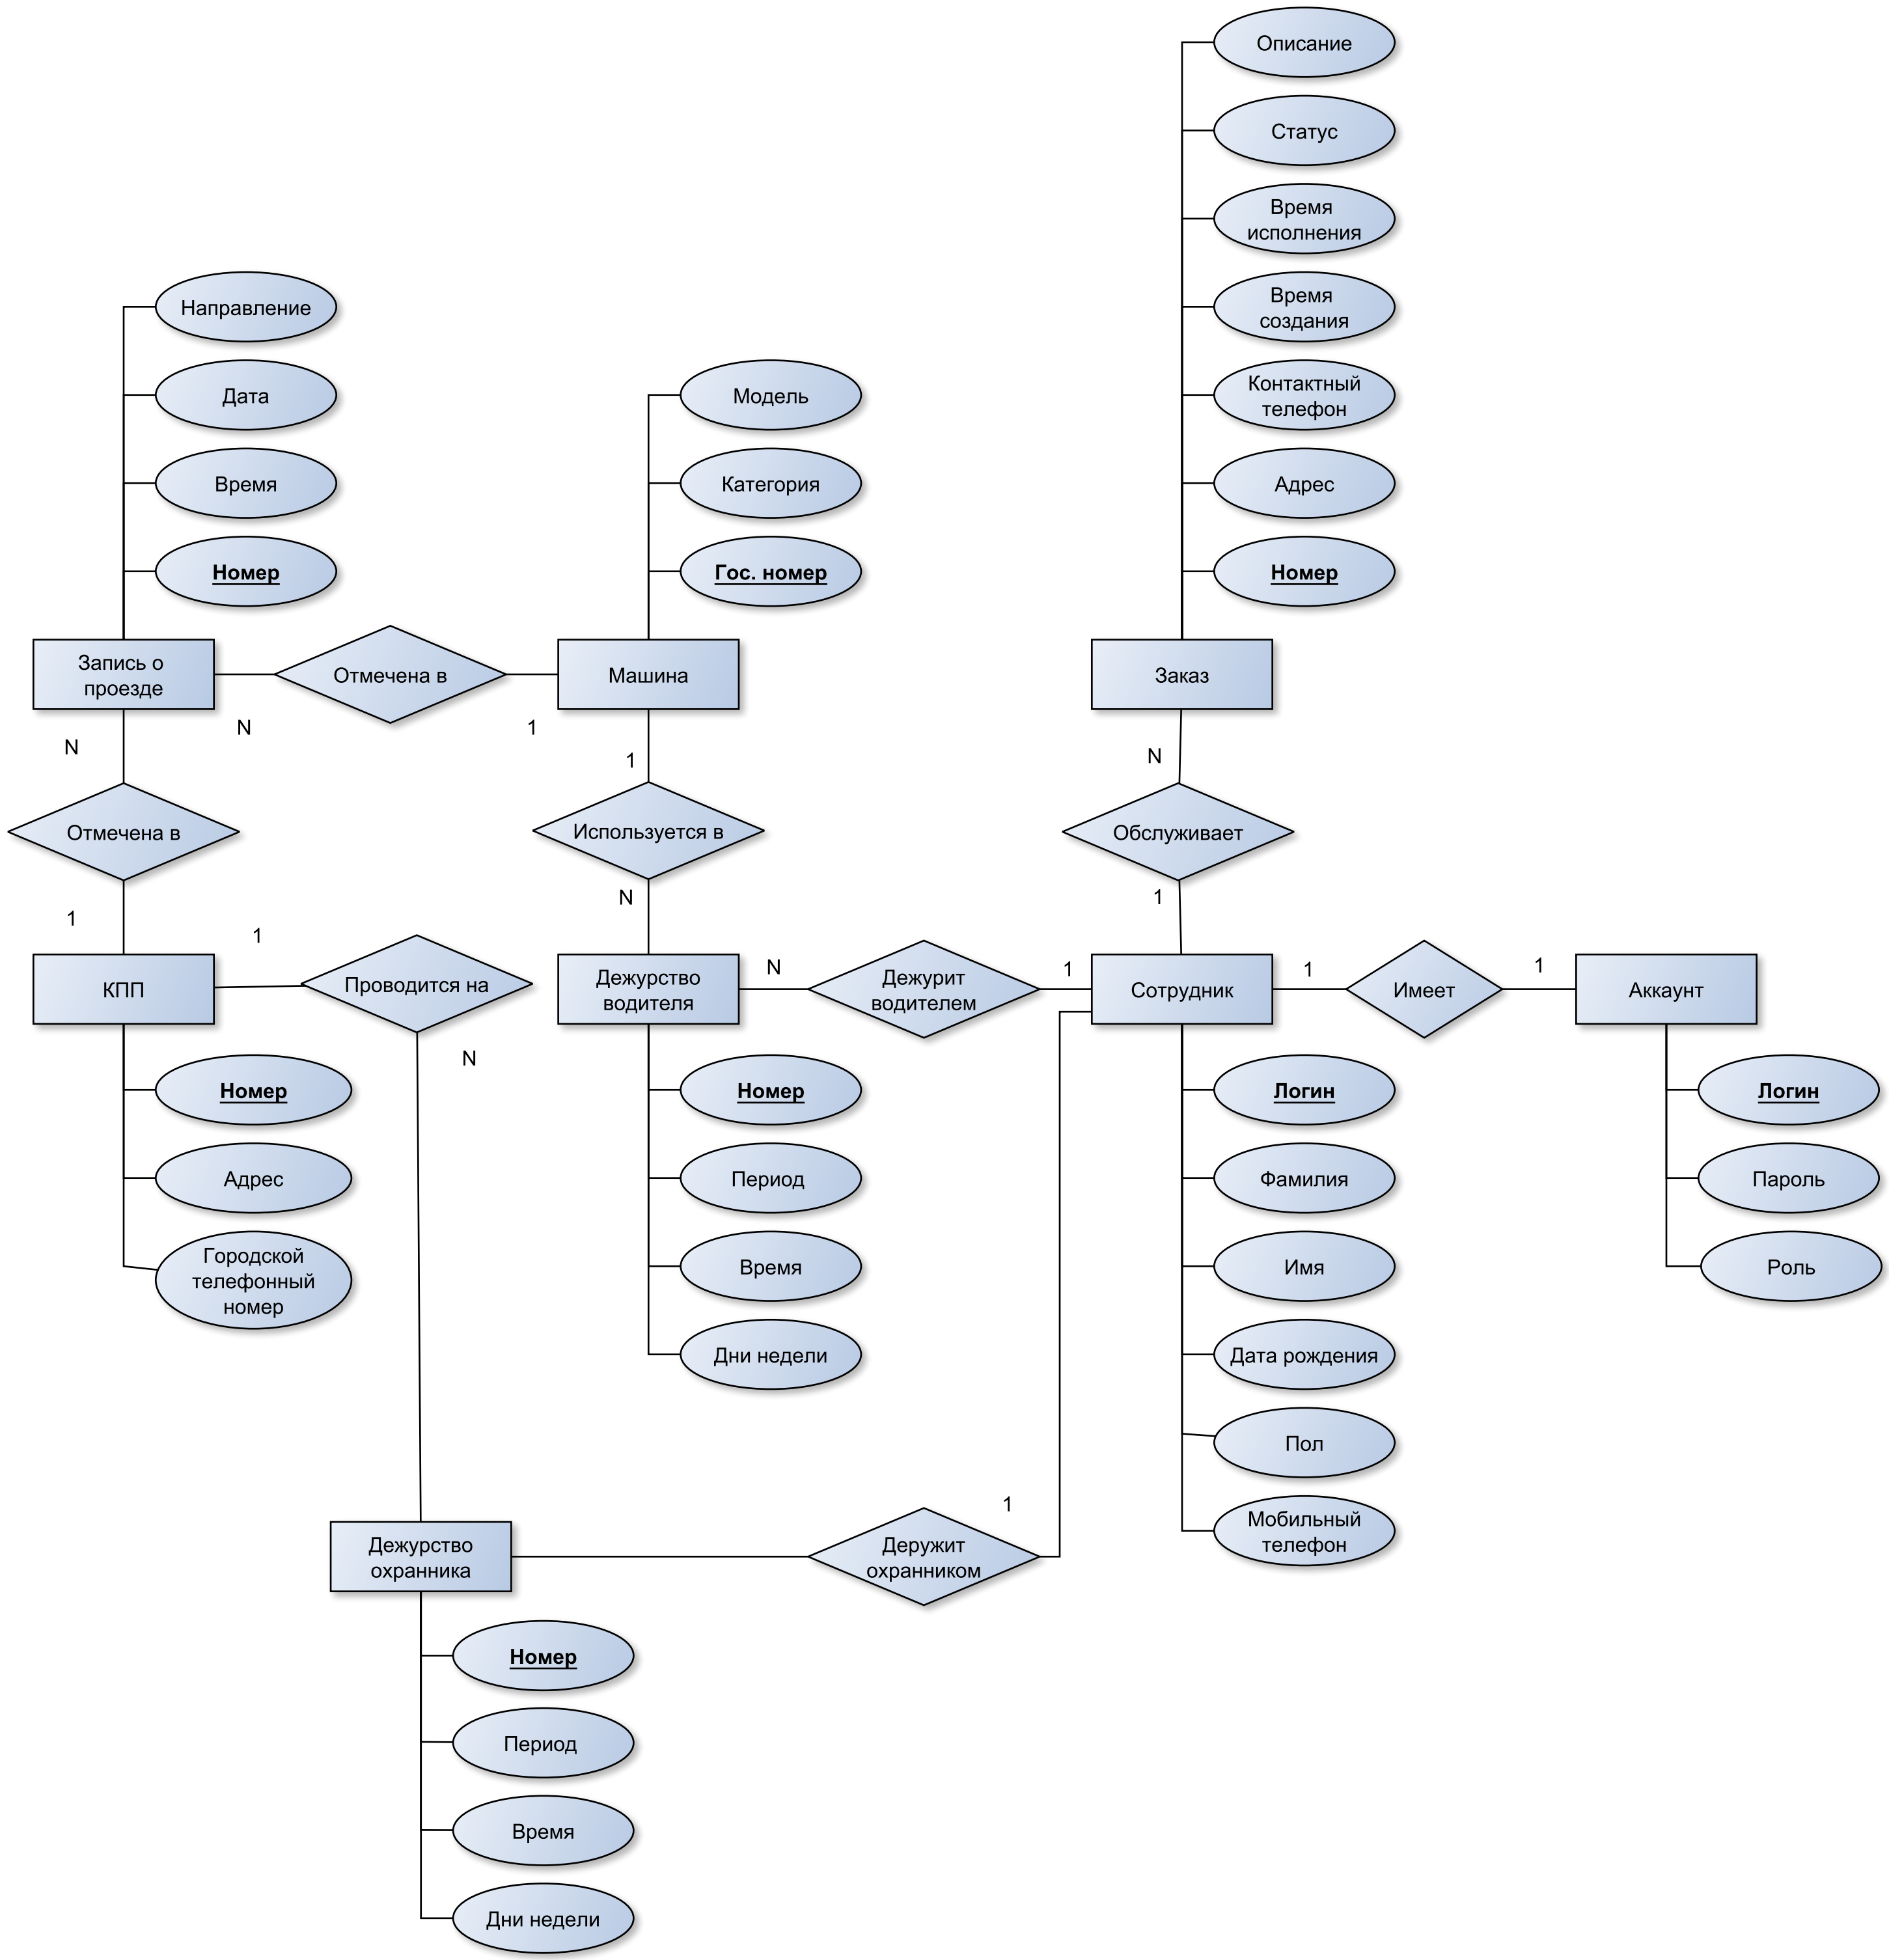 Описание
Статус
Время
исполнения
Направление
Время
создания
Дата
Модель
Контактный
телефон
Время
Категория
Адрес
Номер
Гос. номер
Номер
Запись о
проезде
Отмечена в
Машина
Заказ
N
1
N
1
N
Отмечена в
Используется в
Обслуживает
1
N
1
1
КПП
Проводится на
Дежурство
водителя
N
Дежурит
водителем
1
Сотрудник
1
Имеет
1
Аккаунт
N
Номер
Номер
Логин
Логин
Адрес
Период
Фамилия
Пароль
Городской
телефонный
номер
Время
Имя
Роль
Дни недели
Дата рождения
Пол
1
Мобильный
телефон
Дежурство
охранника
Деружит
охранником
Номер
Период
Время
Дни недели